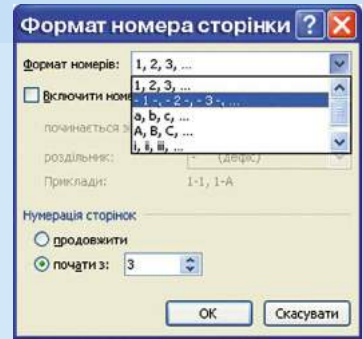 Формат номера сторінки
Формат номерів: 1, 2, 3, ...
1, 2, 3, ...
- 1 -, - 2 -, - 3 -, ...
a, b, c, ...
A, B, C, ...
i, ii, iii, ...
Включити номе
починається з
роздільник: - (дефіс)
Приклади: 1-1, 1-A
Нумерація сторінок
продовжити
почати з: 3
ОК Скасувати